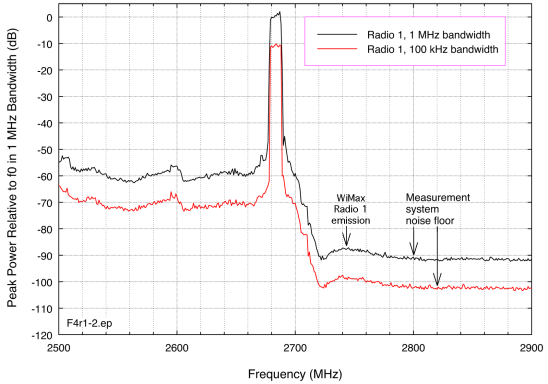 Radio 1, 1 MHz bandwidth
Radio 1, 100 kHz bandwidth
Peak Power Relative to f0 in 1 MHz Bandwidth (dB)
0
-10
-20
-30
-40
-50
-60
-70
-80
-90
-100
-110
-120
WiMax
Radio 1
emission
Measurement
system
noise floor
F4r1-2.ep
2500
2600
2700
2800
2900
Frequency (MHz)